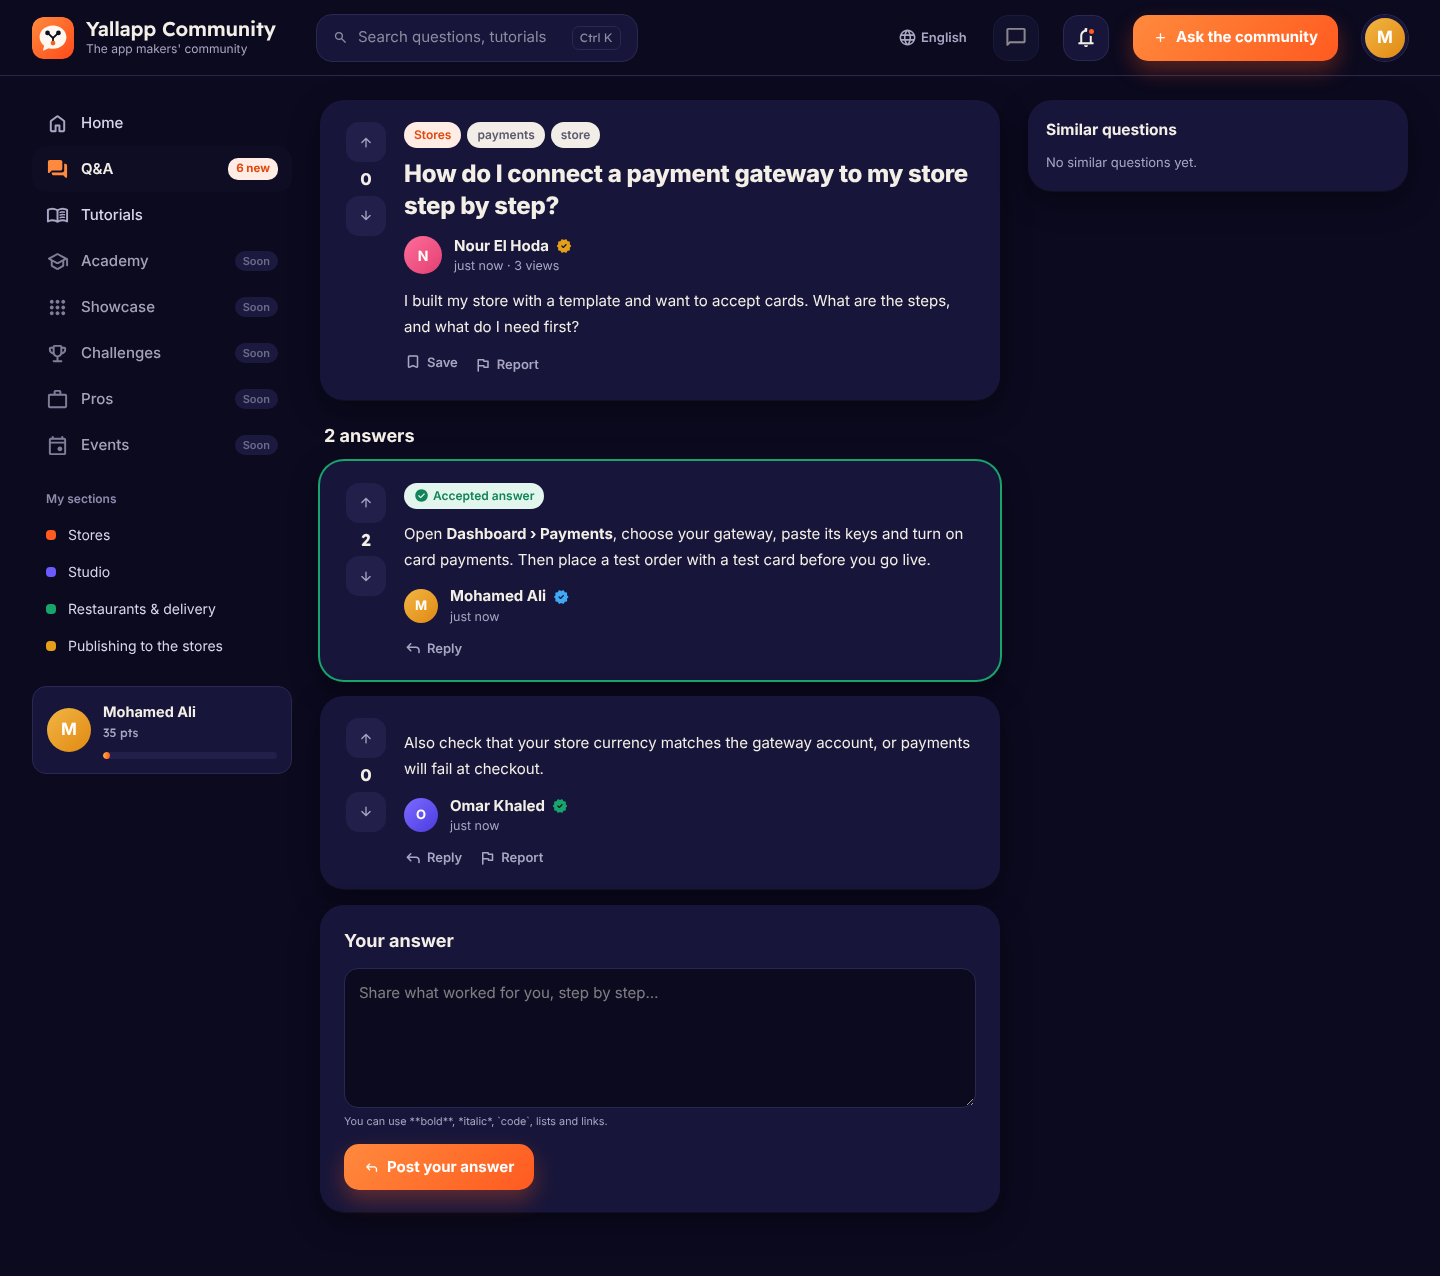 Yallapp Community
The app makers' community
Search questions, tutorials
Ctrl K
English
Ask the community
M
Home
Q&A
6 new
Tutorials
Academy
Soon
Showcase
Soon
Challenges
Soon
Pros
Soon
Events
Soon
My sections
Stores
Studio
Restaurants & delivery
Publishing to the stores
M
Mohamed Ali
35 pts
0
Stores
payments
store
How do I connect a payment gateway to my store
step by step?
N
Nour El Hoda
just now · 3 views
I built my store with a template and want to accept cards. What are the steps,
and what do I need first?
Save
Report
2 answers
2
Accepted answer
Open Dashboard › Payments, choose your gateway, paste its keys and turn on
card payments. Then place a test order with a test card before you go live.
M
Mohamed Ali
just now
Reply
0
Also check that your store currency matches the gateway account, or payments
will fail at checkout.
O
Omar Khaled
just now
Reply
Report
Your answer
Share what worked for you, step by step...
You can use **bold**, *italic*, `code`, lists and links.
Post your answer
Similar questions
No similar questions yet.